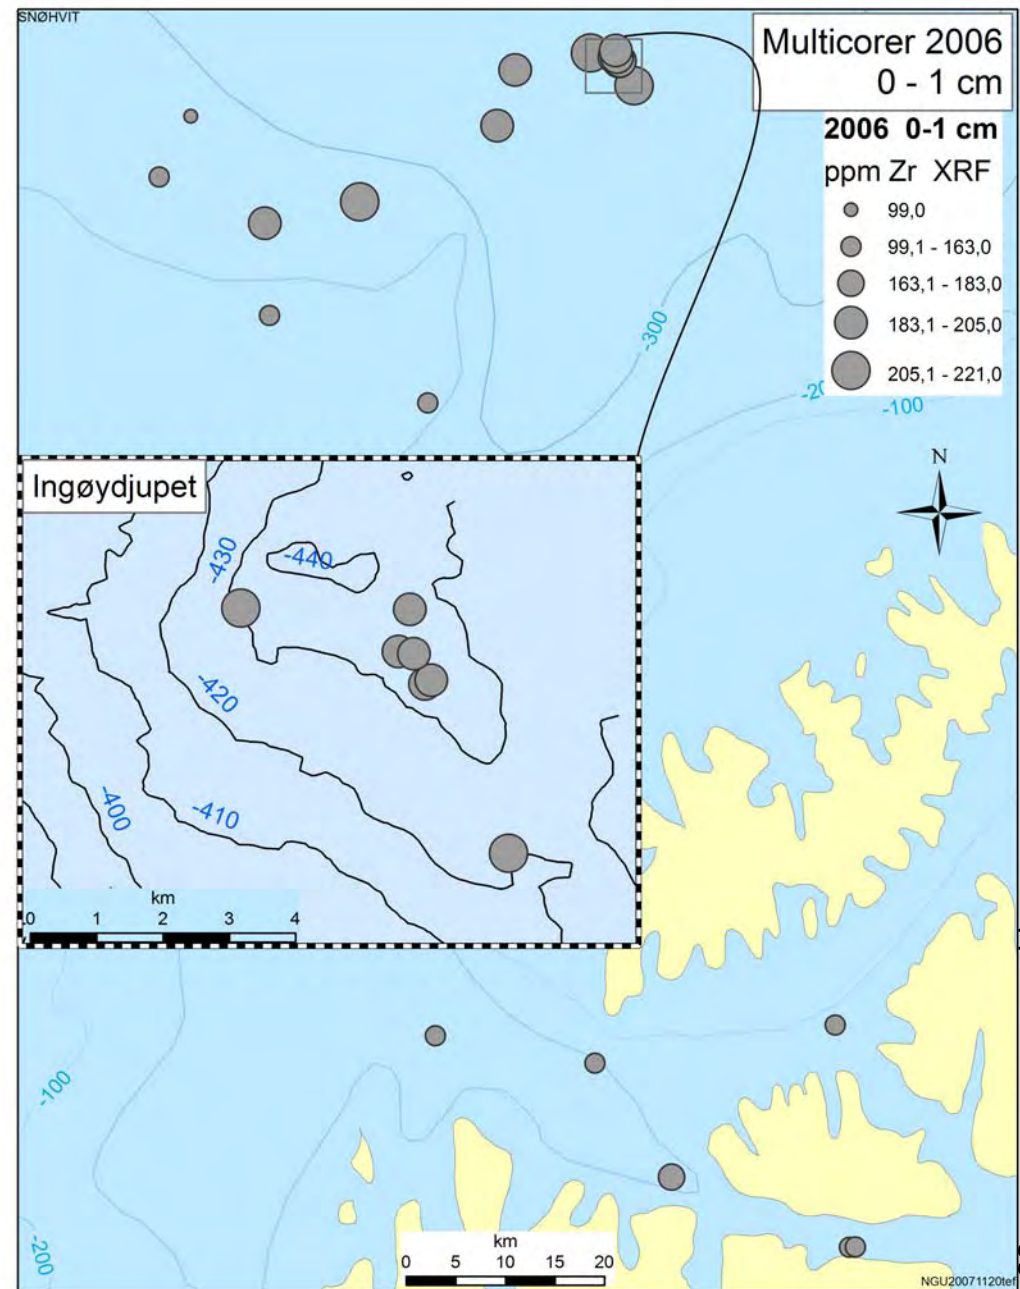 SNØHVIT
Multicorer 2006
0 - 1 cm
2006 0-1 cm
ppm Zr XRF
99,0
99,1 - 163,0
163,1 - 183,0
183,1 - 205,0
205,1 - 221,0
-300
-100
N
Ingøydjupet
-430
-440
-420
-410
-400
km
0 1 2 3 4
-100
-200
km
0 5 10 15 20
NGU20071120tef